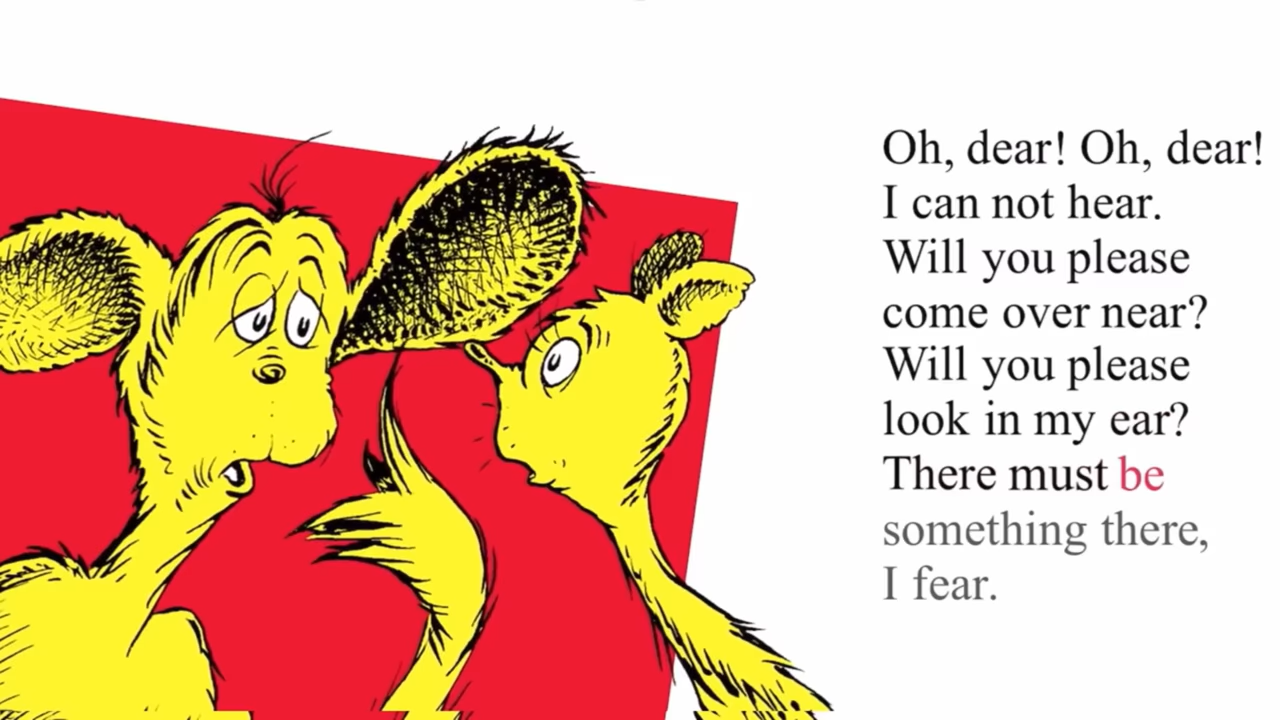 Oh, dear! Oh, dear!
I can not hear.
Will you please
come over near?
Will you please
look in my ear?
There must be
something there,
I fear.